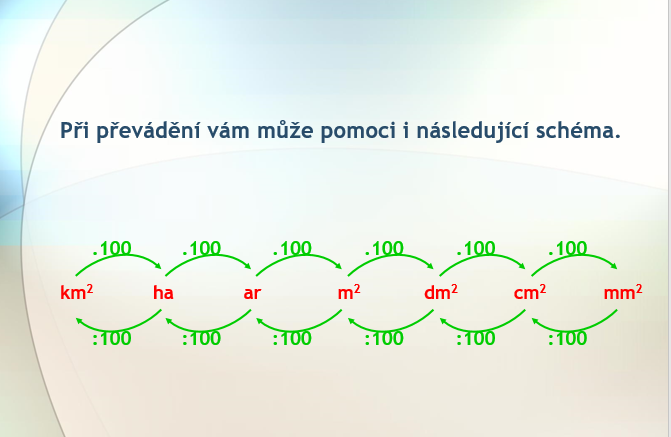 Při převádění vám může pomoci i následující schéma.
.100 .100 .100 .100 .100 .100
km² ha ar m² dm² cm² mm²
:100 :100 :100 :100 :100 :100